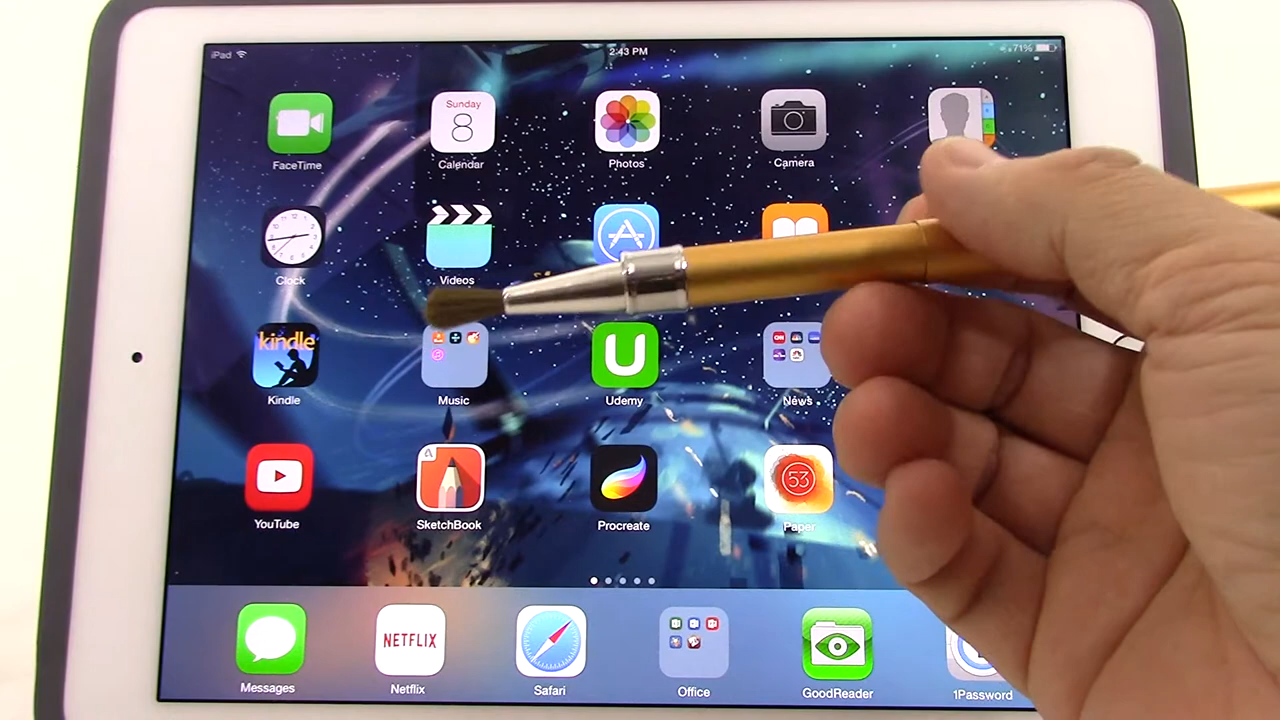 iPad 2:43 PM 71%
Sunday
8
FaceTime Calendar Photos Camera
Clock Videos
kindle
U
Kindle Music Udemy News
A 53
YouTube SketchBook Procreate Paper
NETFLIX
Messages Netflix Safari Office GoodReader 1Password